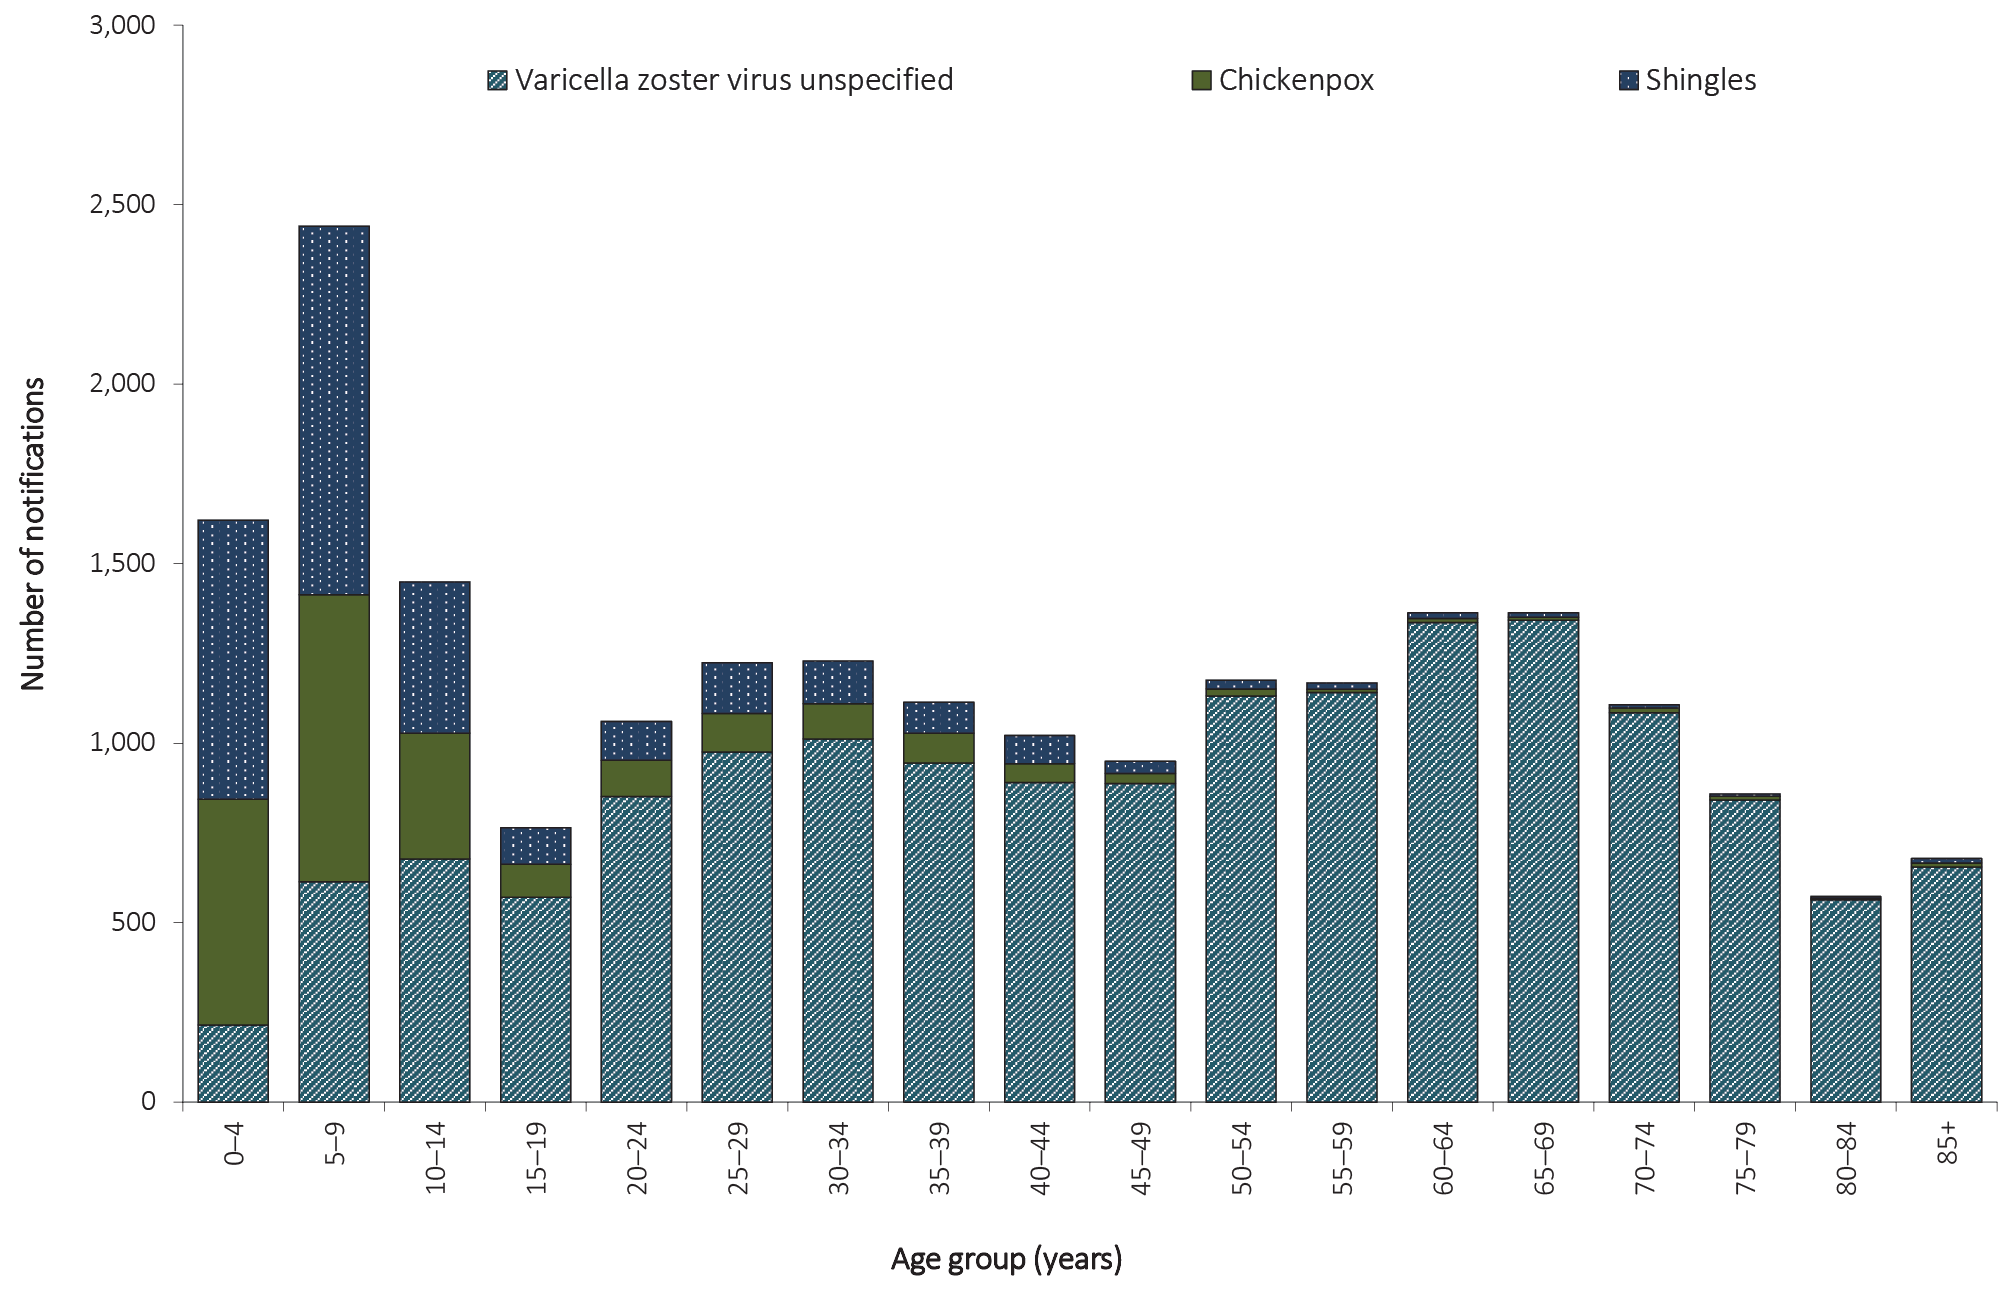 3,000
Varicella zoster virus unspecified Chickenpox Shingles
2,500
2,000
1,500
1,000
500
0
Number of notifications
0–4 5–9 10–14 15–19 20–24 25–29 30–34 35–39 40–44 45–49 50–54 55–59 60–64 65–69 70–74 75–79 80–84 85+
Age group (years)